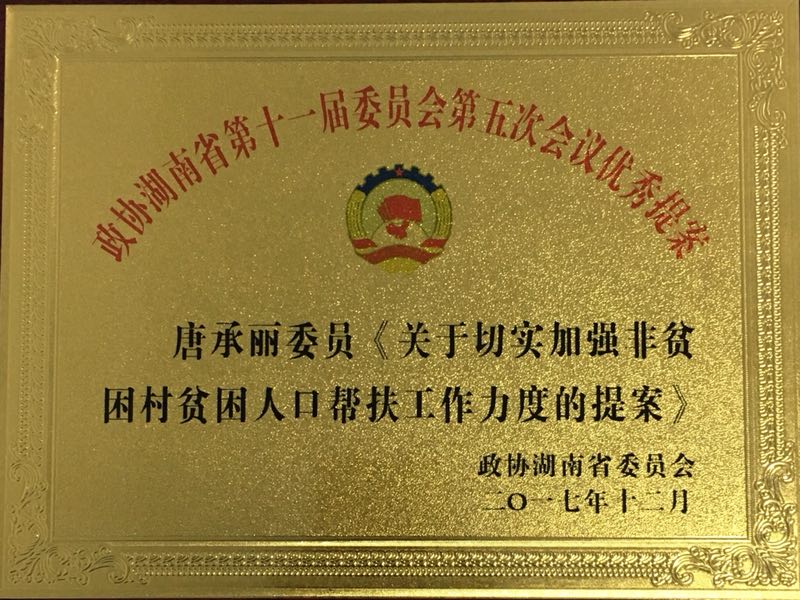 政协湖南省第十一届委员会第五次会议优秀提案
唐承丽委员《关于切实加强非贫
困村贫困人口帮扶工作力度的提案》
政协湖南省委员会
二〇一七年十二月